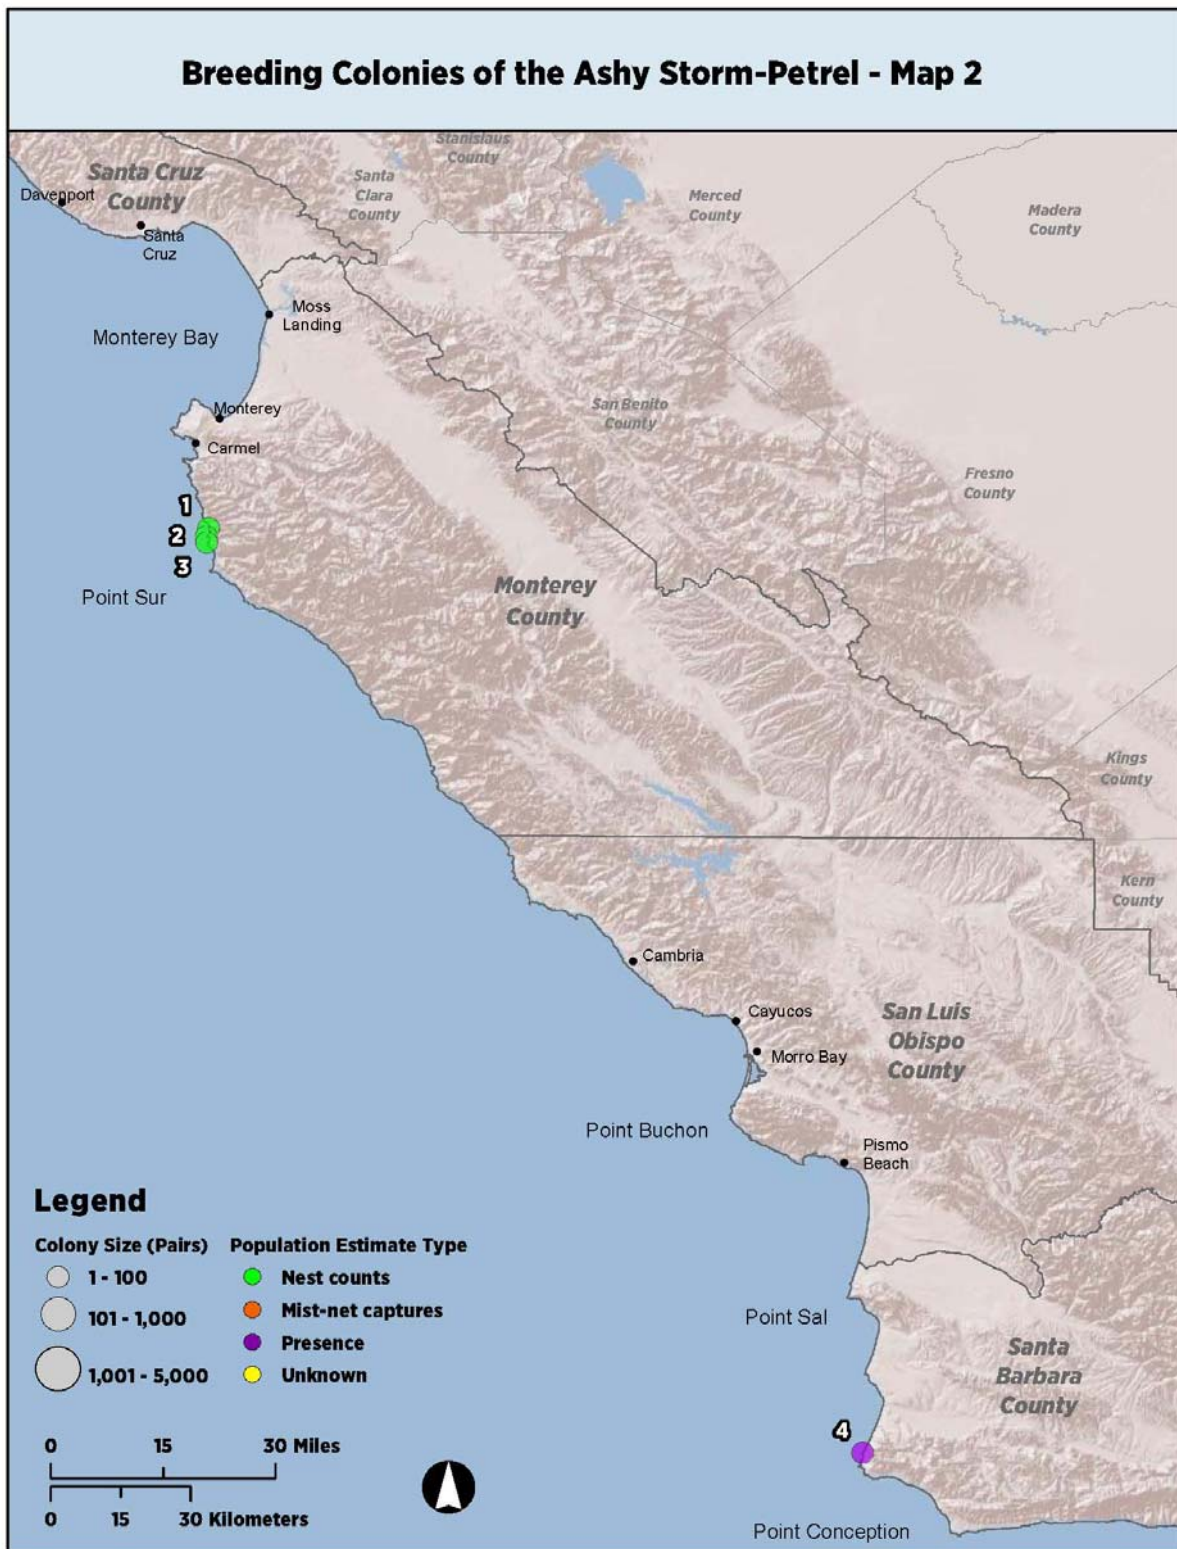 Breeding Colonies of the Ashy Storm-Petrel - Map 2
Stanislaus
County
Santa Cruz
County
Santa
Clara
County
Merced
County
Madera
County
Davenport
Santa
Cruz
Moss
Landing
Monterey Bay
San Benito
County
Monterey
Carmel
Fresno
County
1
2
3
Point Sur
Monterey
County
Kings
County
Kern
County
Cambria
Cayucos
San Luis
Obispo
County
Morro Bay
Point Buchon
Pismo
Beach
Point Sal
Santa
Barbara
County
4
Point Conception
Legend
Colony Size (Pairs)
1 - 100
101 - 1,000
1,001 - 5,000
Population Estimate Type
Nest counts
Mist-net captures
Presence
Unknown
0 15 30 Miles
0 15 30 Kilometers